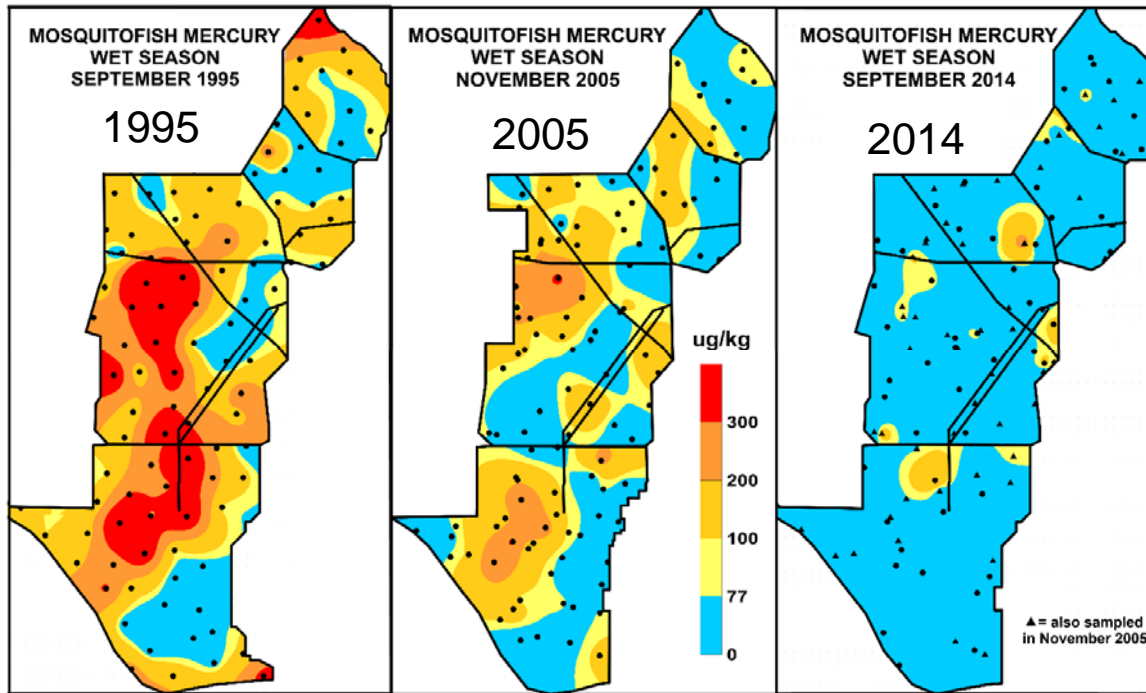 MOSQUITOFISH MERCURY
WET SEASON
SEPTEMBER 1995
1995
MOSQUITOFISH MERCURY
WET SEASON
NOVEMBER 2005
2005
ug/kg
300
200
100
77
0
MOSQUITOFISH MERCURY
WET SEASON
SEPTEMBER 2014
2014
▲= also sampled
in November 2005